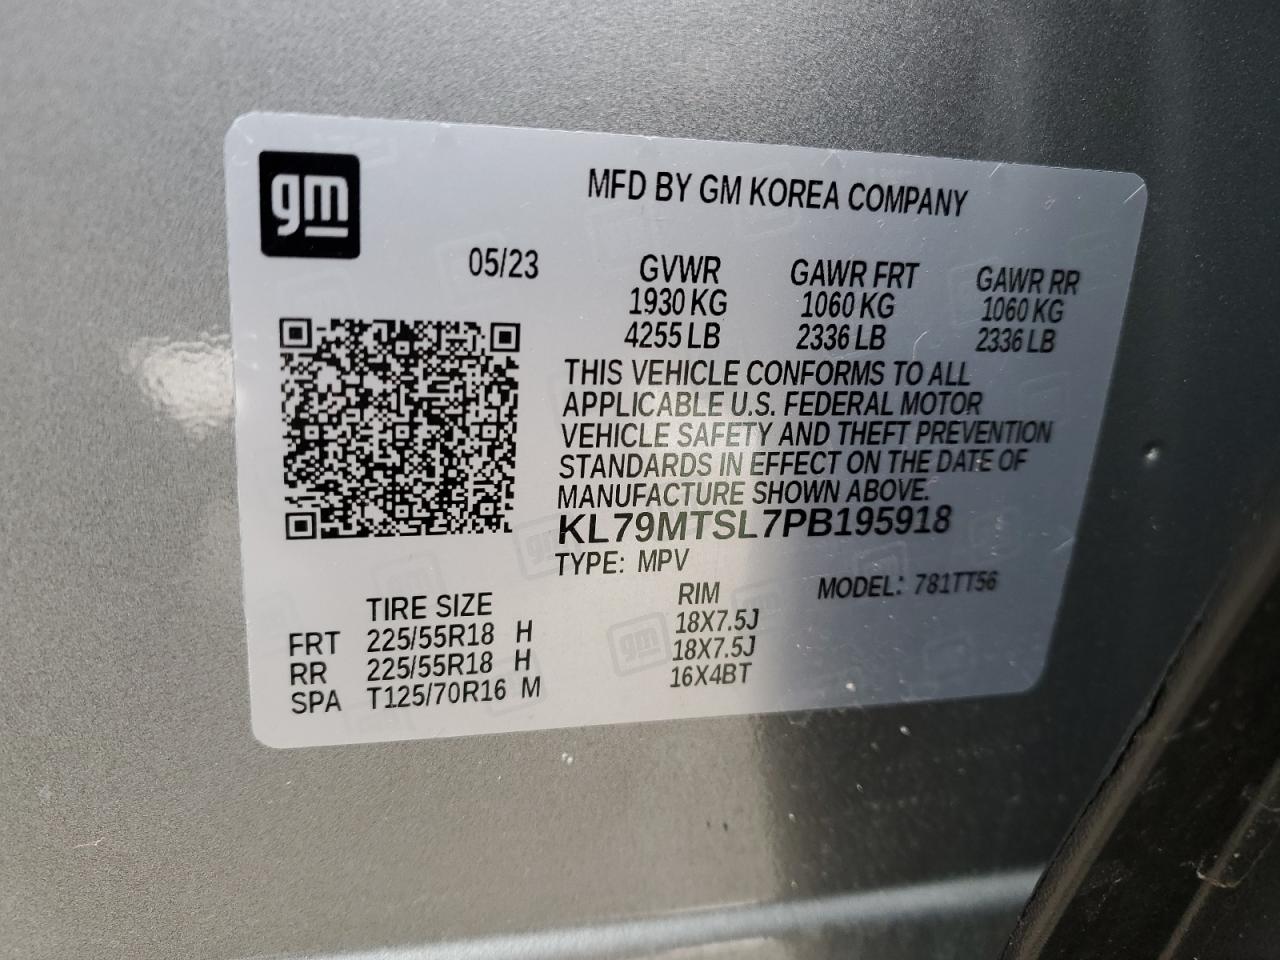 gm
MFD BY GM KOREA COMPANY
05/23 GVWR GAWR FRT GAWR RR
1930 KG 1060 KG 1060 KG
4255 LB 2336 LB 2336 LB
THIS VEHICLE CONFORMS TO ALL
APPLICABLE U.S. FEDERAL MOTOR
VEHICLE SAFETY AND THEFT PREVENTION
STANDARDS IN EFFECT ON THE DATE OF
MANUFACTURE SHOWN ABOVE.
KL79MTSL7PB195918
TYPE: MPV MODEL: 781TT56
TIRE SIZE RIM
FRT 225/55R18 H 18X7.5J
RR 225/55R18 H 18X7.5J
SPA T125/70R16 M 16X4BT
gm